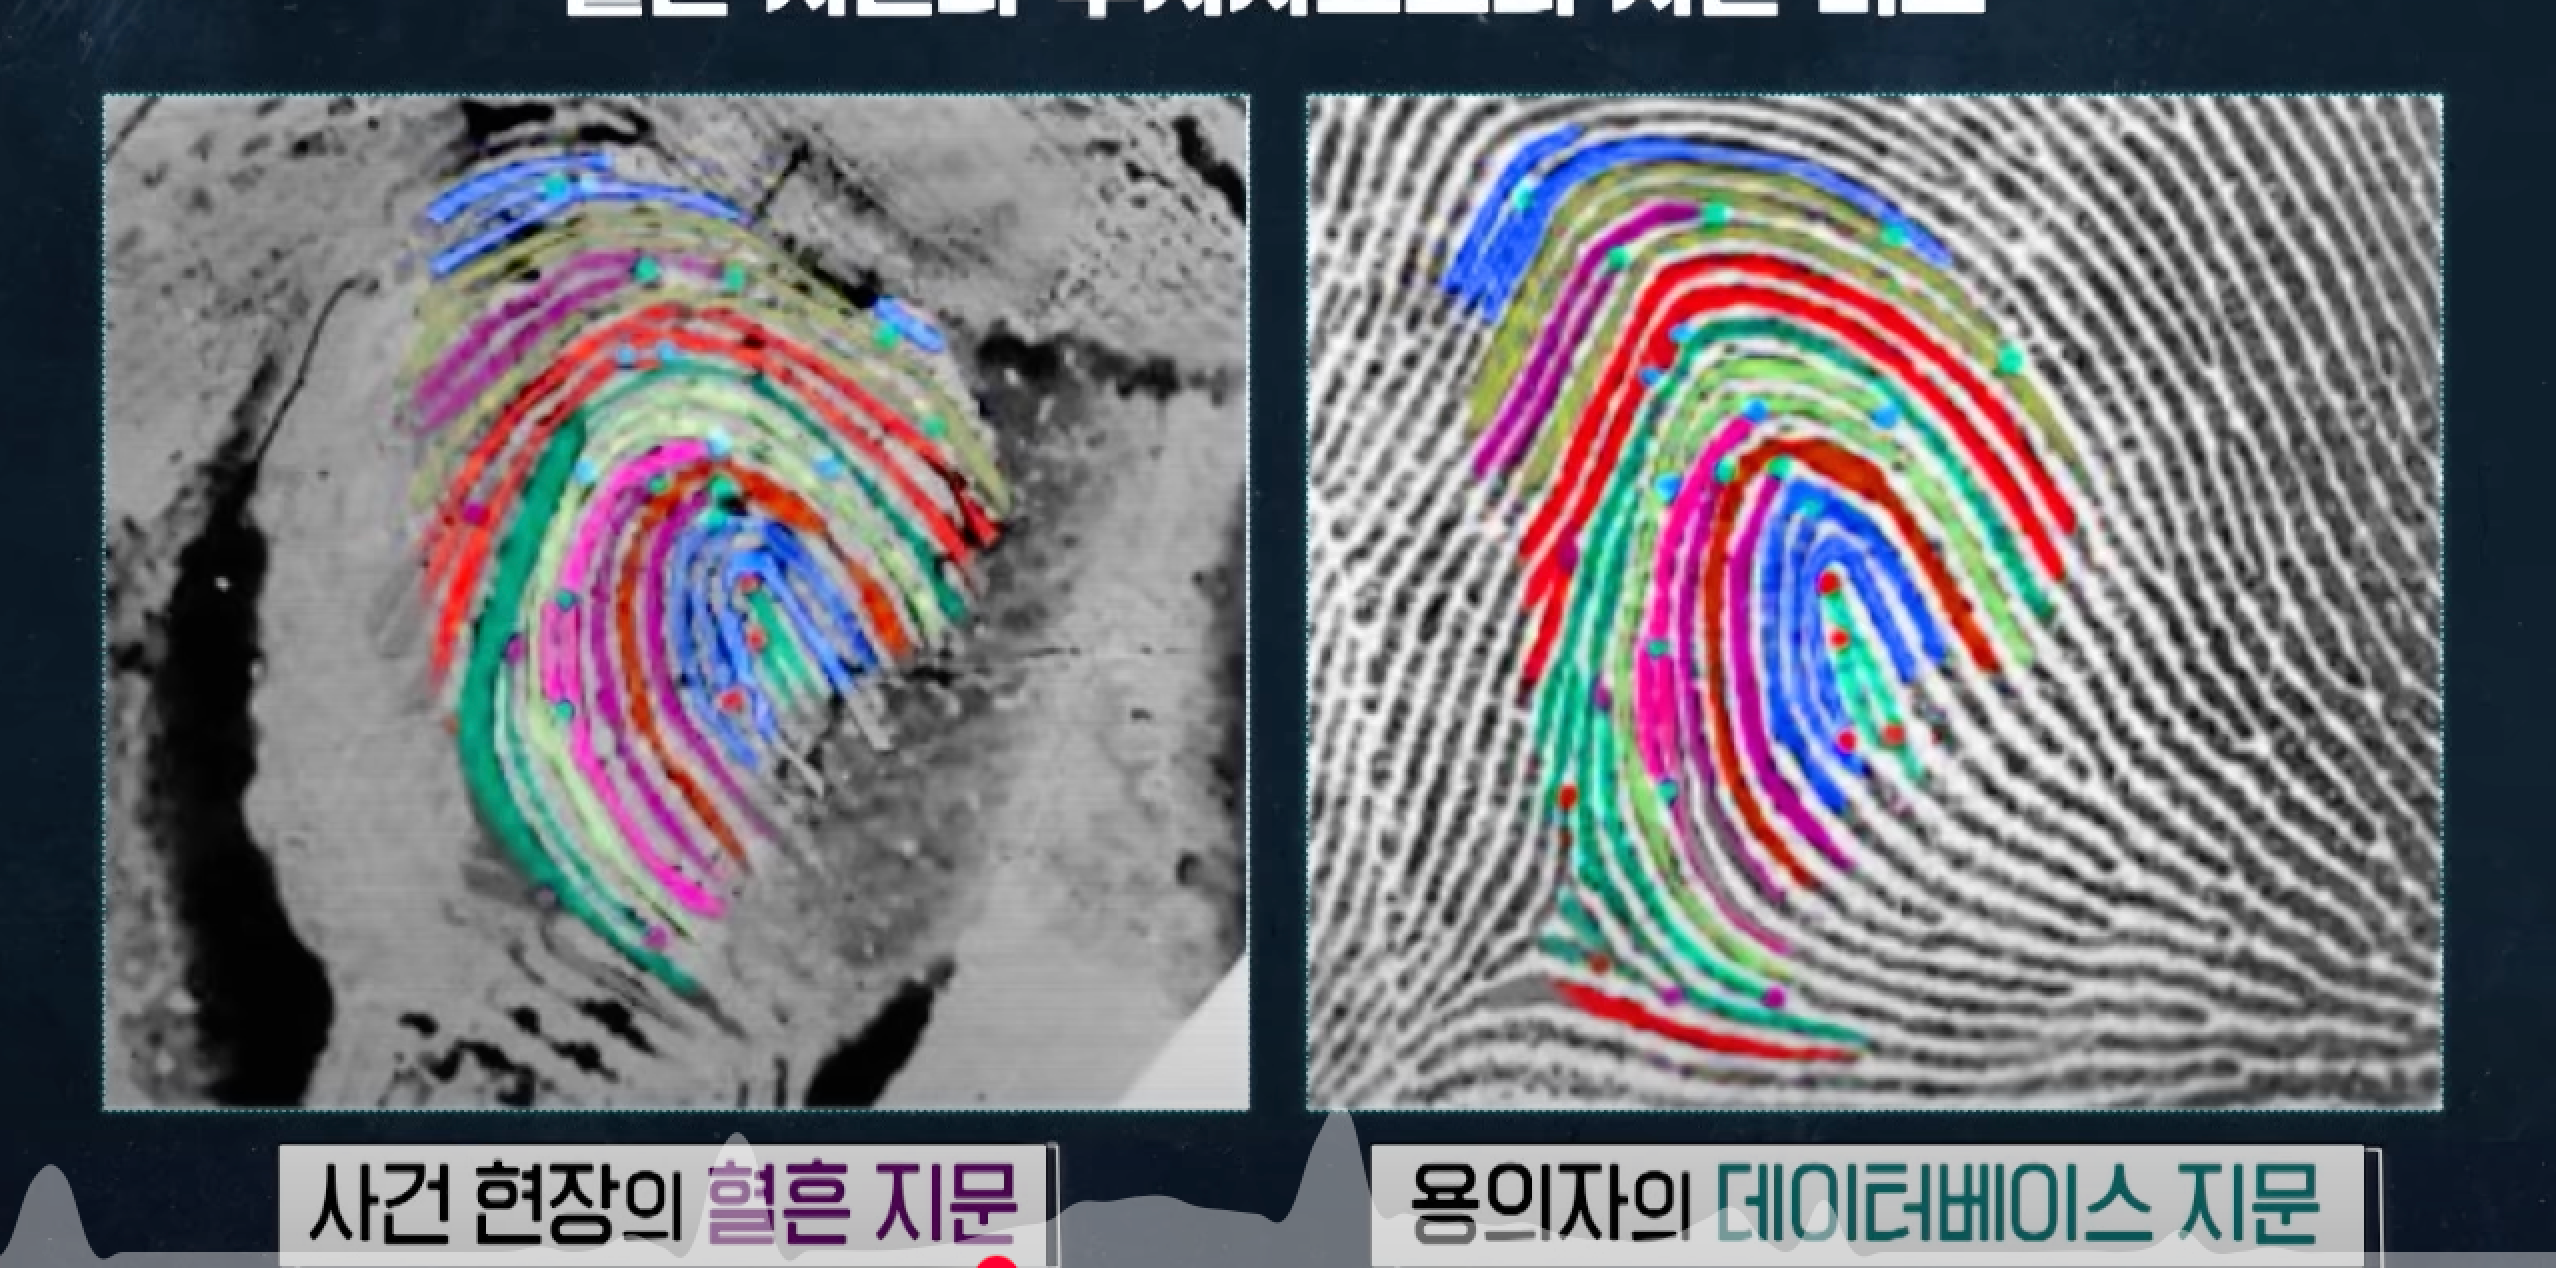 사건 현장의 혈흔 지문
용의자의 데이터베이스 지문